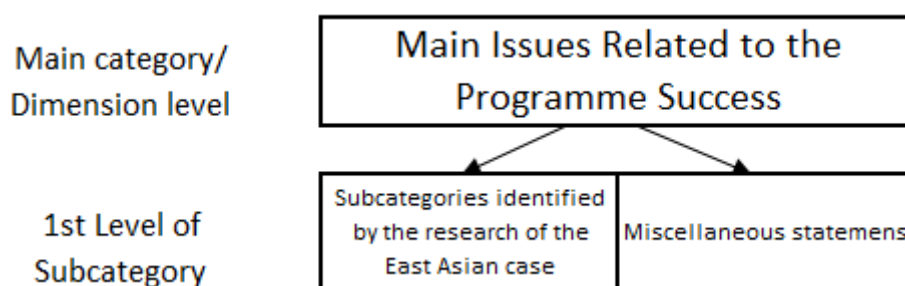 Main category/
Dimension level
Main Issues Related to the
Programme Success
1st Level of
Subcategory
Subcategories identified
by the research of the
East Asian case
Miscellaneous statemens